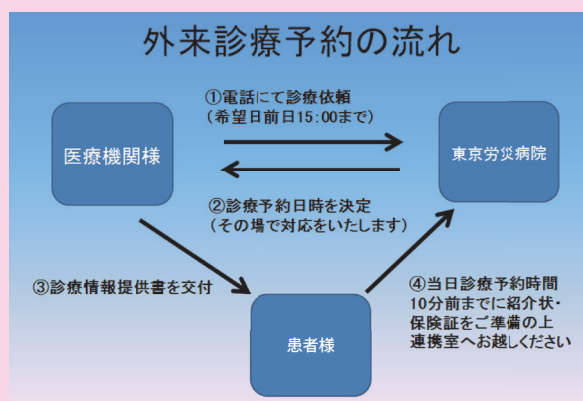 外来診療予約の流れ
①電話にて診療依頼
(希望日前日15:00まで)
医療機関様
東京労災病院
②診療予約日時を決定
(その場で対応をいたします)
③診療情報提供書を交付
④当日診療予約時間
10分前までに紹介状・
保険証をご準備の上
連携室へお越しください
患者様